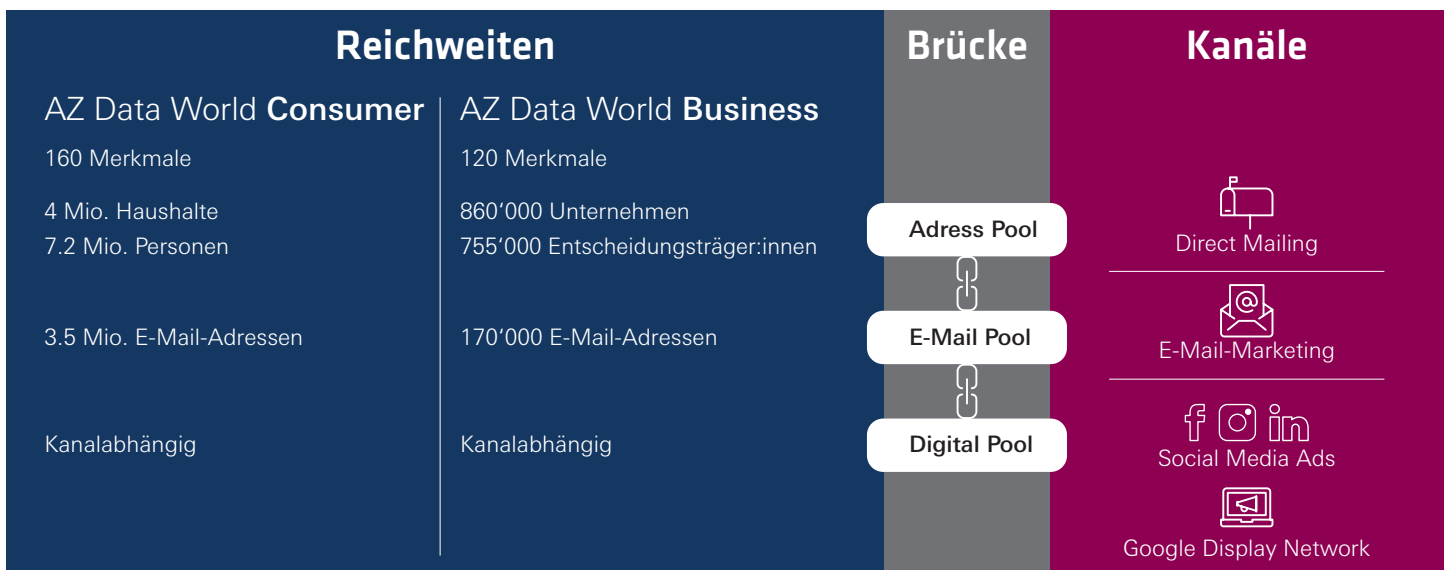 Reichweiten
Brücke
Kanäle
AZ Data World Consumer
AZ Data World Business
160 Merkmale
120 Merkmale
4 Mio. Haushalte
860‘000 Unternehmen
7.2 Mio. Personen
755‘000 Entscheidungsträger:innen
Adress Pool
Direct Mailing
3.5 Mio. E-Mail-Adressen
170‘000 E-Mail-Adressen
E-Mail Pool
E-Mail-Marketing
Kanalabhängig
Kanalabhängig
Digital Pool
Social Media Ads
Google Display Network